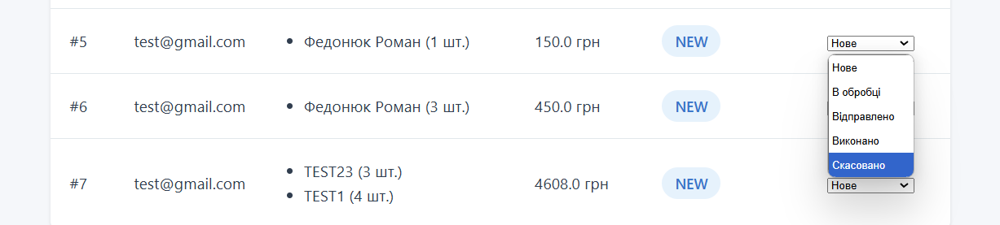 #5 test@gmail.com Федонюк Роман (1 шт.) 150.0 грн NEW Нове
Нове
В обробці
#6 test@gmail.com Федонюк Роман (3 шт.) 450.0 грн NEW
Відправлено
Виконано
Скасовано
#7 test@gmail.com TEST23 (3 шт.) 4608.0 грн NEW Нове
TEST1 (4 шт.)